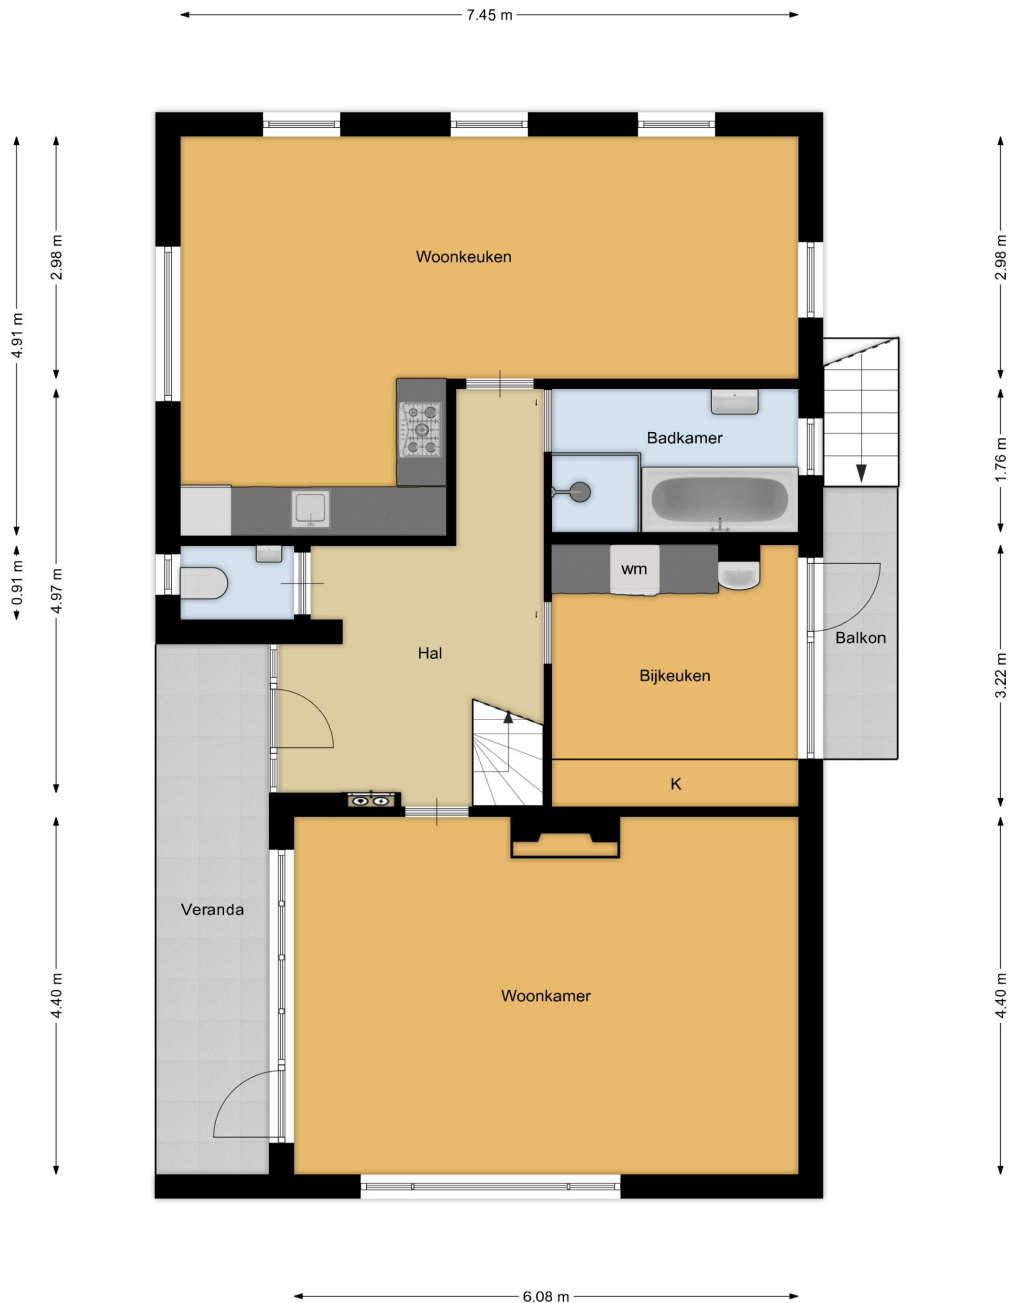 7.45 m
Woonkeuken
2.98 m
2.98 m
4.91 m
Badkamer
1.76 m
wm
0.91 m
4.97 m
Balkon
Hal
Bijkeuken
3.22 m
K
Veranda
Woonkamer
4.40 m
4.40 m
6.08 m